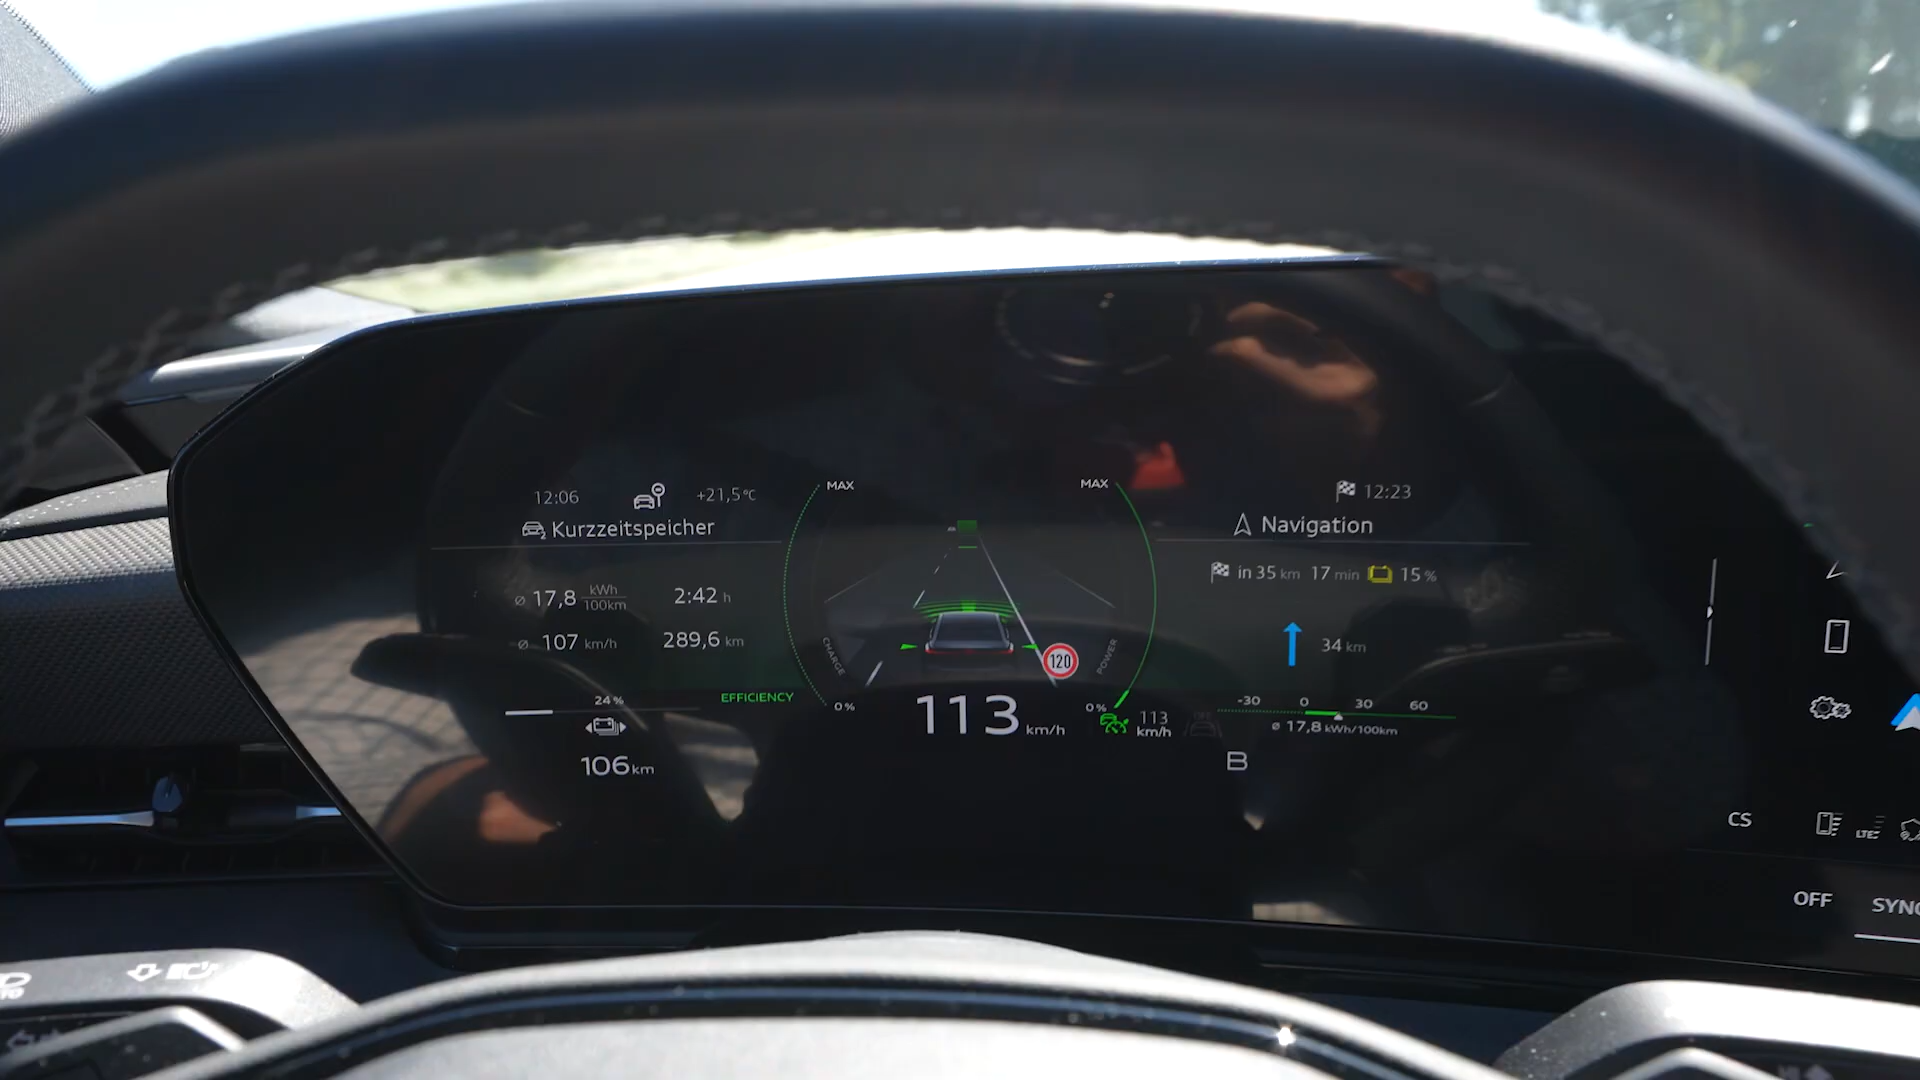 12:06 +21,5°C
Kurzzeitspeicher
ø 17,8 kWh/100km 2:42 h
ø 107 km/h 289,6 km
24%
EFFICIENCY
106 km
MAX
MAX
CHARGE
POWER
0%
0%
120
113 km/h
113 km/h
OFF
12:23
Navigation
in 35 km 17 min 15 %
34 km
-30 0 30 60
ø 17,8 kWh/100km
B
CS
LTE
OFF
SYNC